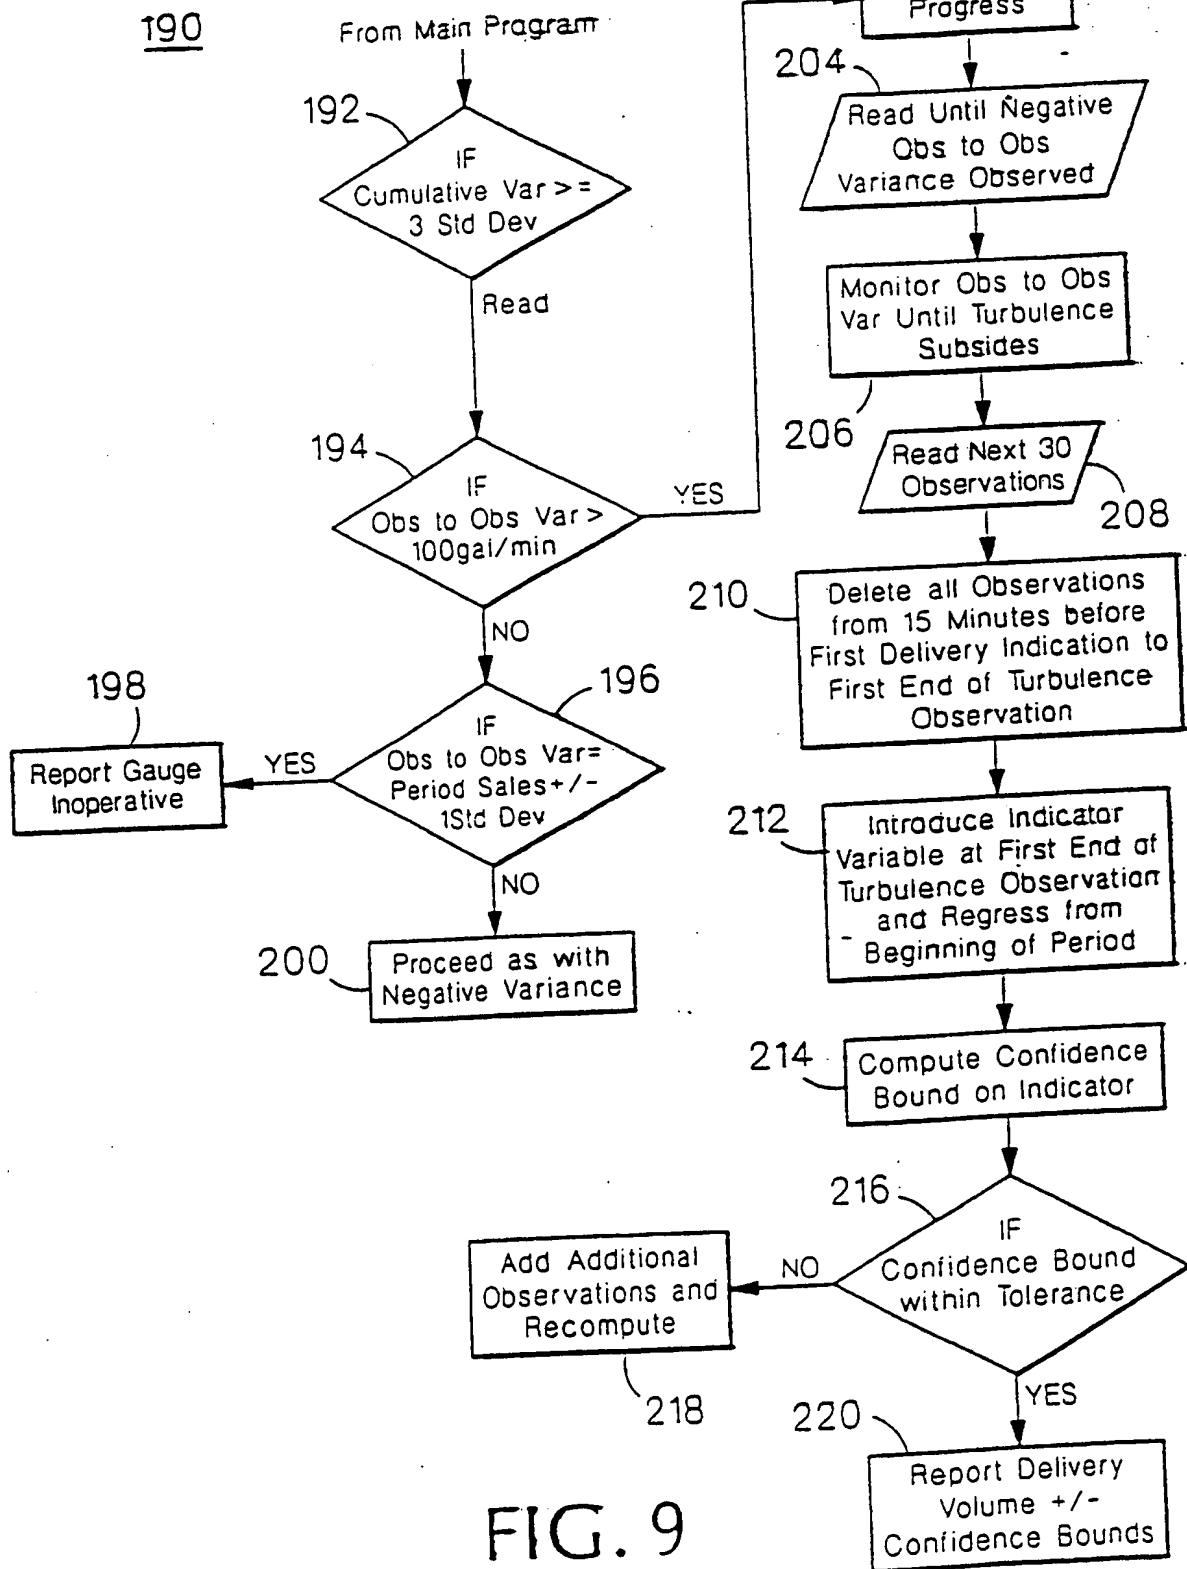 190
From Main Program
192
IF
Cumulative Var >=
3 Std Dev
Read
194
IF
Obs to Obs Var >
100gal/min
YES
NO
196
IF
Obs to Obs Var=
Period Sales+/-
1Std Dev
YES
198
Report Gauge
Inoperative
NO
200
Proceed as with
Negative Variance
Progress
204
Read Until Negative
Obs to Obs
Variance Observed
Monitor Obs to Obs
Var Until Turbulence
Subsides
206
Read Next 30
Observations
208
210
Delete all Observations
from 15 Minutes before
First Delivery Indication to
First End of Turbulence
Observation
212
Introduce Indicator
Variable at First End of
Turbulence Observation
and Regress from
Beginning of Period
214
Compute Confidence
Bound on Indicator
216
IF
Confidence Bound
within Tolerance
NO
Add Additional
Observations and
Recompute
218
YES
220
Report Delivery
Volume +/-
Confidence Bounds
FIG. 9